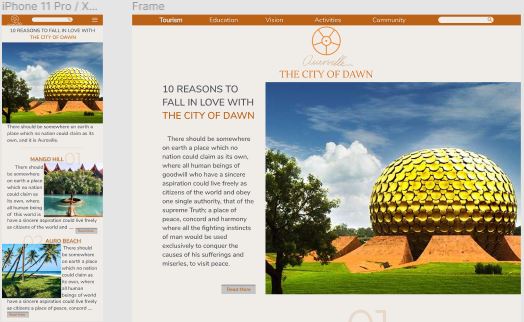 iPhone 11 Pro / X...
10 REASONS TO FALL IN LOVE WITH
THE CITY OF DAWN
There should be somewhere on earth a
place which no nation could claim as its
own, and it is Auroville.
MANGO HILL
01
There should be
somewhere on earth
a place which no
nation could
claim as
its own, where
all human being
of this world is
have a sincere aspiration could live freely
as citizens of the world and ....
Read More
AURO BEACH
There should be
somewhere on earth
a place which no
nation could claim
as its own, where
all human
beings of world
have a sincere aspiration could live freely
as citizens a place of peace, concord ....
Read More
Frame
Tourism
Education
Vision
Activities
Community
Auroville
THE CITY OF DAWN
10 REASONS TO
FALL IN LOVE WITH
THE CITY OF DAWN
There should be somewhere
on earth a place which no
nation could claim as its own,
where all human beings of
goodwill who have a sincere
aspiration could live freely as
citizens of the world and obey
one single authority, that of the
supreme Truth; a place of
peace, concord and harmony
where all the fighting instincts
of man would be used
exclusively to conquer the
causes of his sufferings and
miseries, to visit peace.
Read More
01